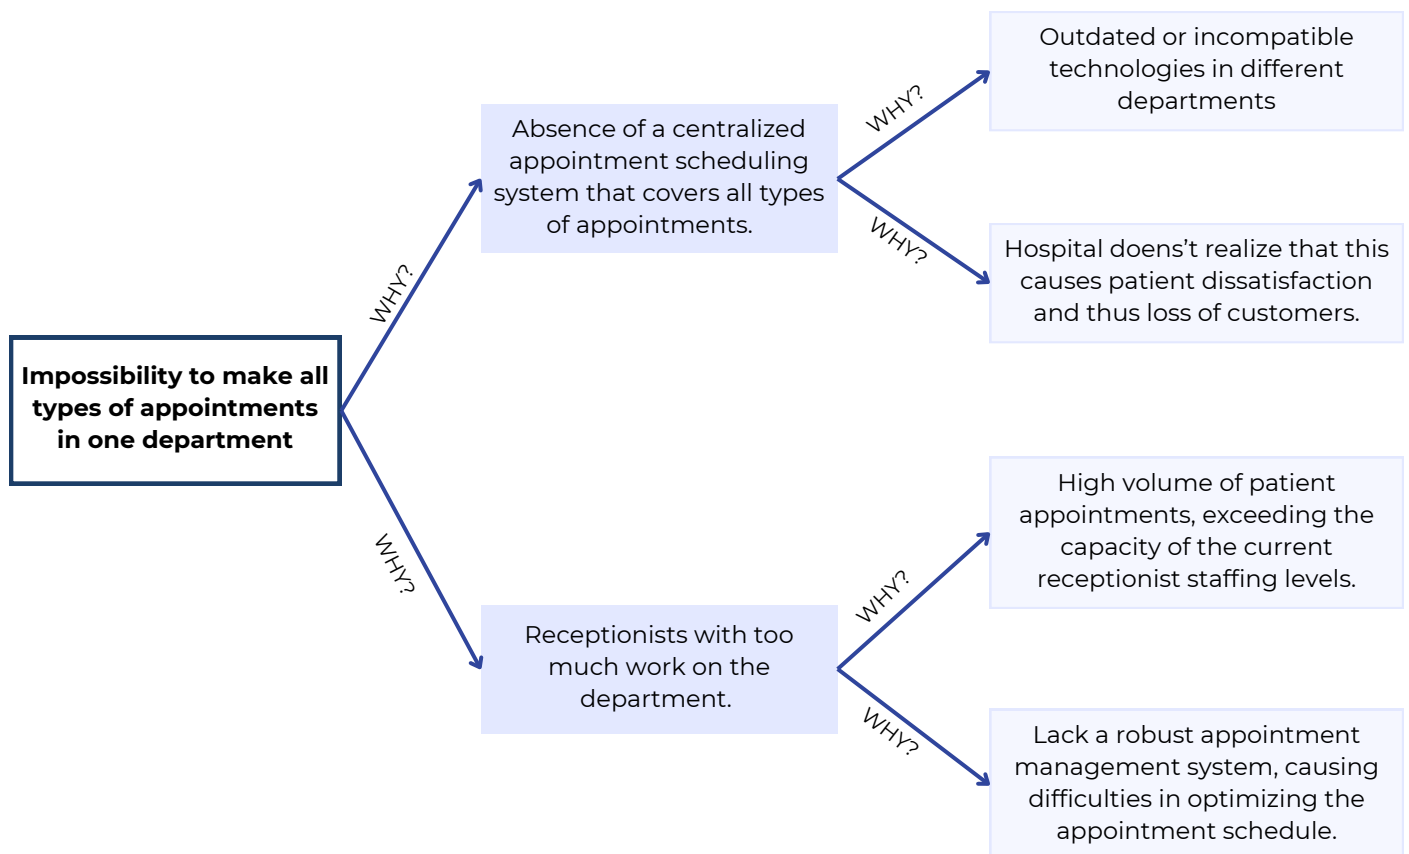 Impossibility to make all
types of appointments
in one department
WHY?
Absence of a centralized
appointment scheduling
system that covers all types
of appointments.
WHY?
Outdated or incompatible
technologies in different
departments
WHY?
Hospital doens’t realize that this
causes patient dissatisfaction
and thus loss of customers.
WHY?
Receptionists with too
much work on the
department.
WHY?
High volume of patient
appointments, exceeding the
capacity of the current
receptionist staffing levels.
WHY?
Lack a robust appointment
management system, causing
difficulties in optimizing the
appointment schedule.